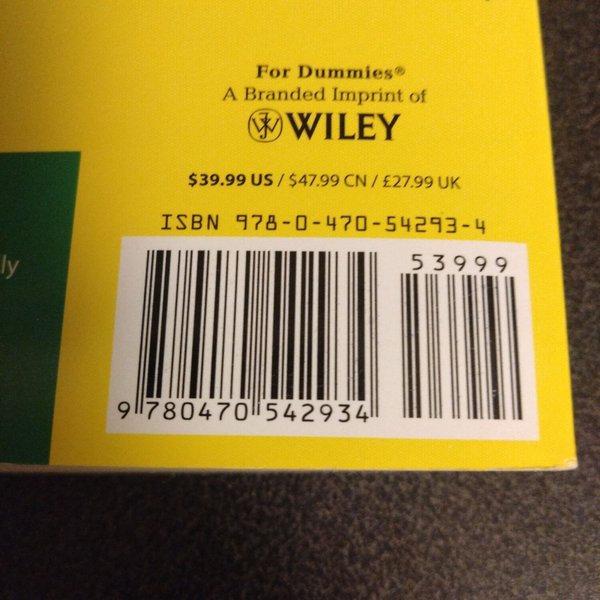 For Dummies®
A Branded Imprint of
WILEY
$39.99 US / $47.99 CN / £27.99 UK
ISBN 978-0-470-54293-4
53999
ly
9 780470 542934